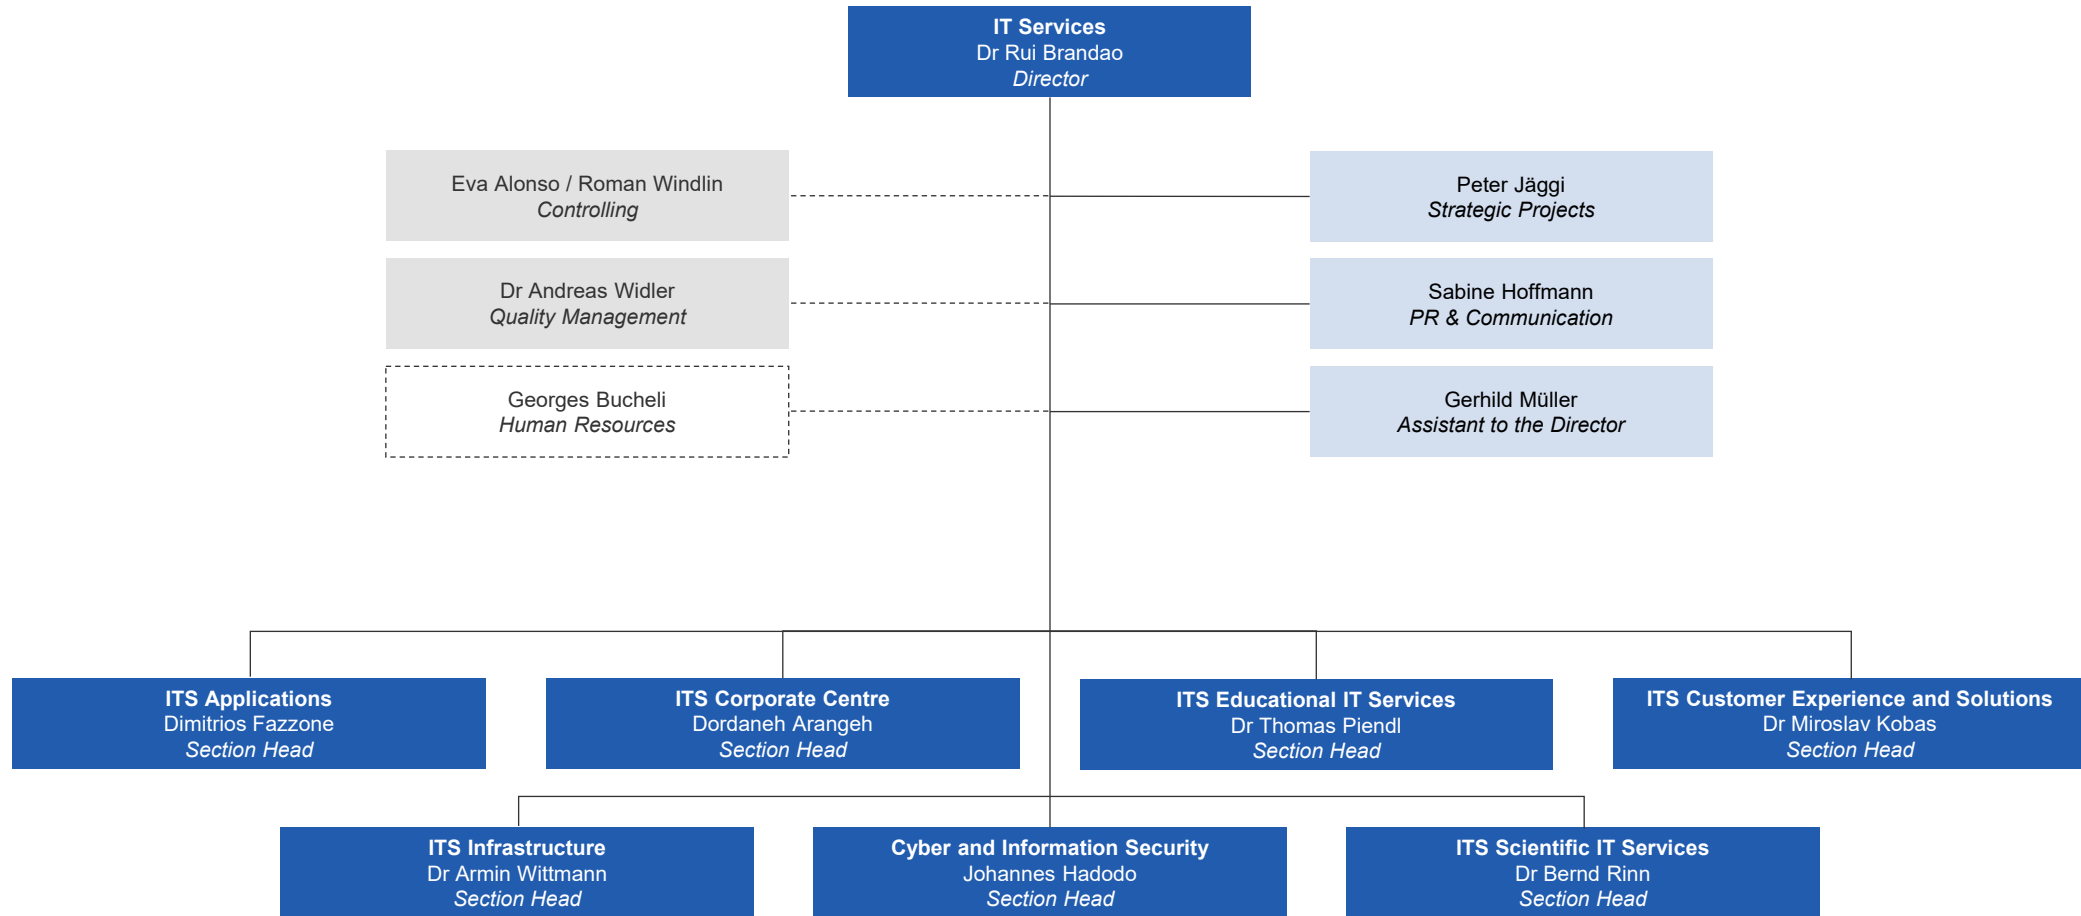 IT Services
Dr Rui Brandao
Director
Eva Alonso / Roman Windlin
Controlling
Peter Jäggi
Strategic Projects
Dr Andreas Widler
Quality Management
Sabine Hoffmann
PR & Communication
Georges Bucheli
Human Resources
Gerhild Müller
Assistant to the Director
ITS Applications
Dimitrios Fazzone
Section Head
ITS Corporate Centre
Dordaneh Arangeh
Section Head
ITS Educational IT Services
Dr Thomas Piendl
Section Head
ITS Customer Experience and Solutions
Dr Miroslav Kobas
Section Head
ITS Infrastructure
Dr Armin Wittmann
Section Head
Cyber and Information Security
Johannes Hadodo
Section Head
ITS Scientific IT Services
Dr Bernd Rinn
Section Head